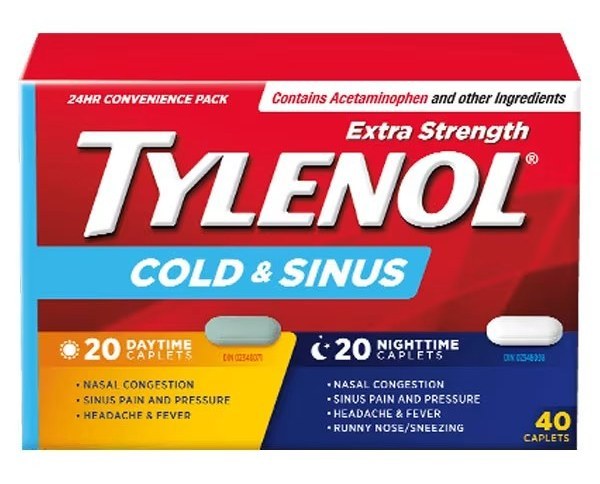 24HR CONVENIENCE PACK
Contains Acetaminophen and other Ingredients
Extra Strength
TYLENOL®
COLD & SINUS
20 DAYTIME CAPLETS
• NASAL CONGESTION
• SINUS PAIN AND PRESSURE
• HEADACHE & FEVER
20 NIGHTTIME CAPLETS
• NASAL CONGESTION
• SINUS PAIN AND PRESSURE
• HEADACHE & FEVER
• RUNNY NOSE/SNEEZING
40
CAPLETS